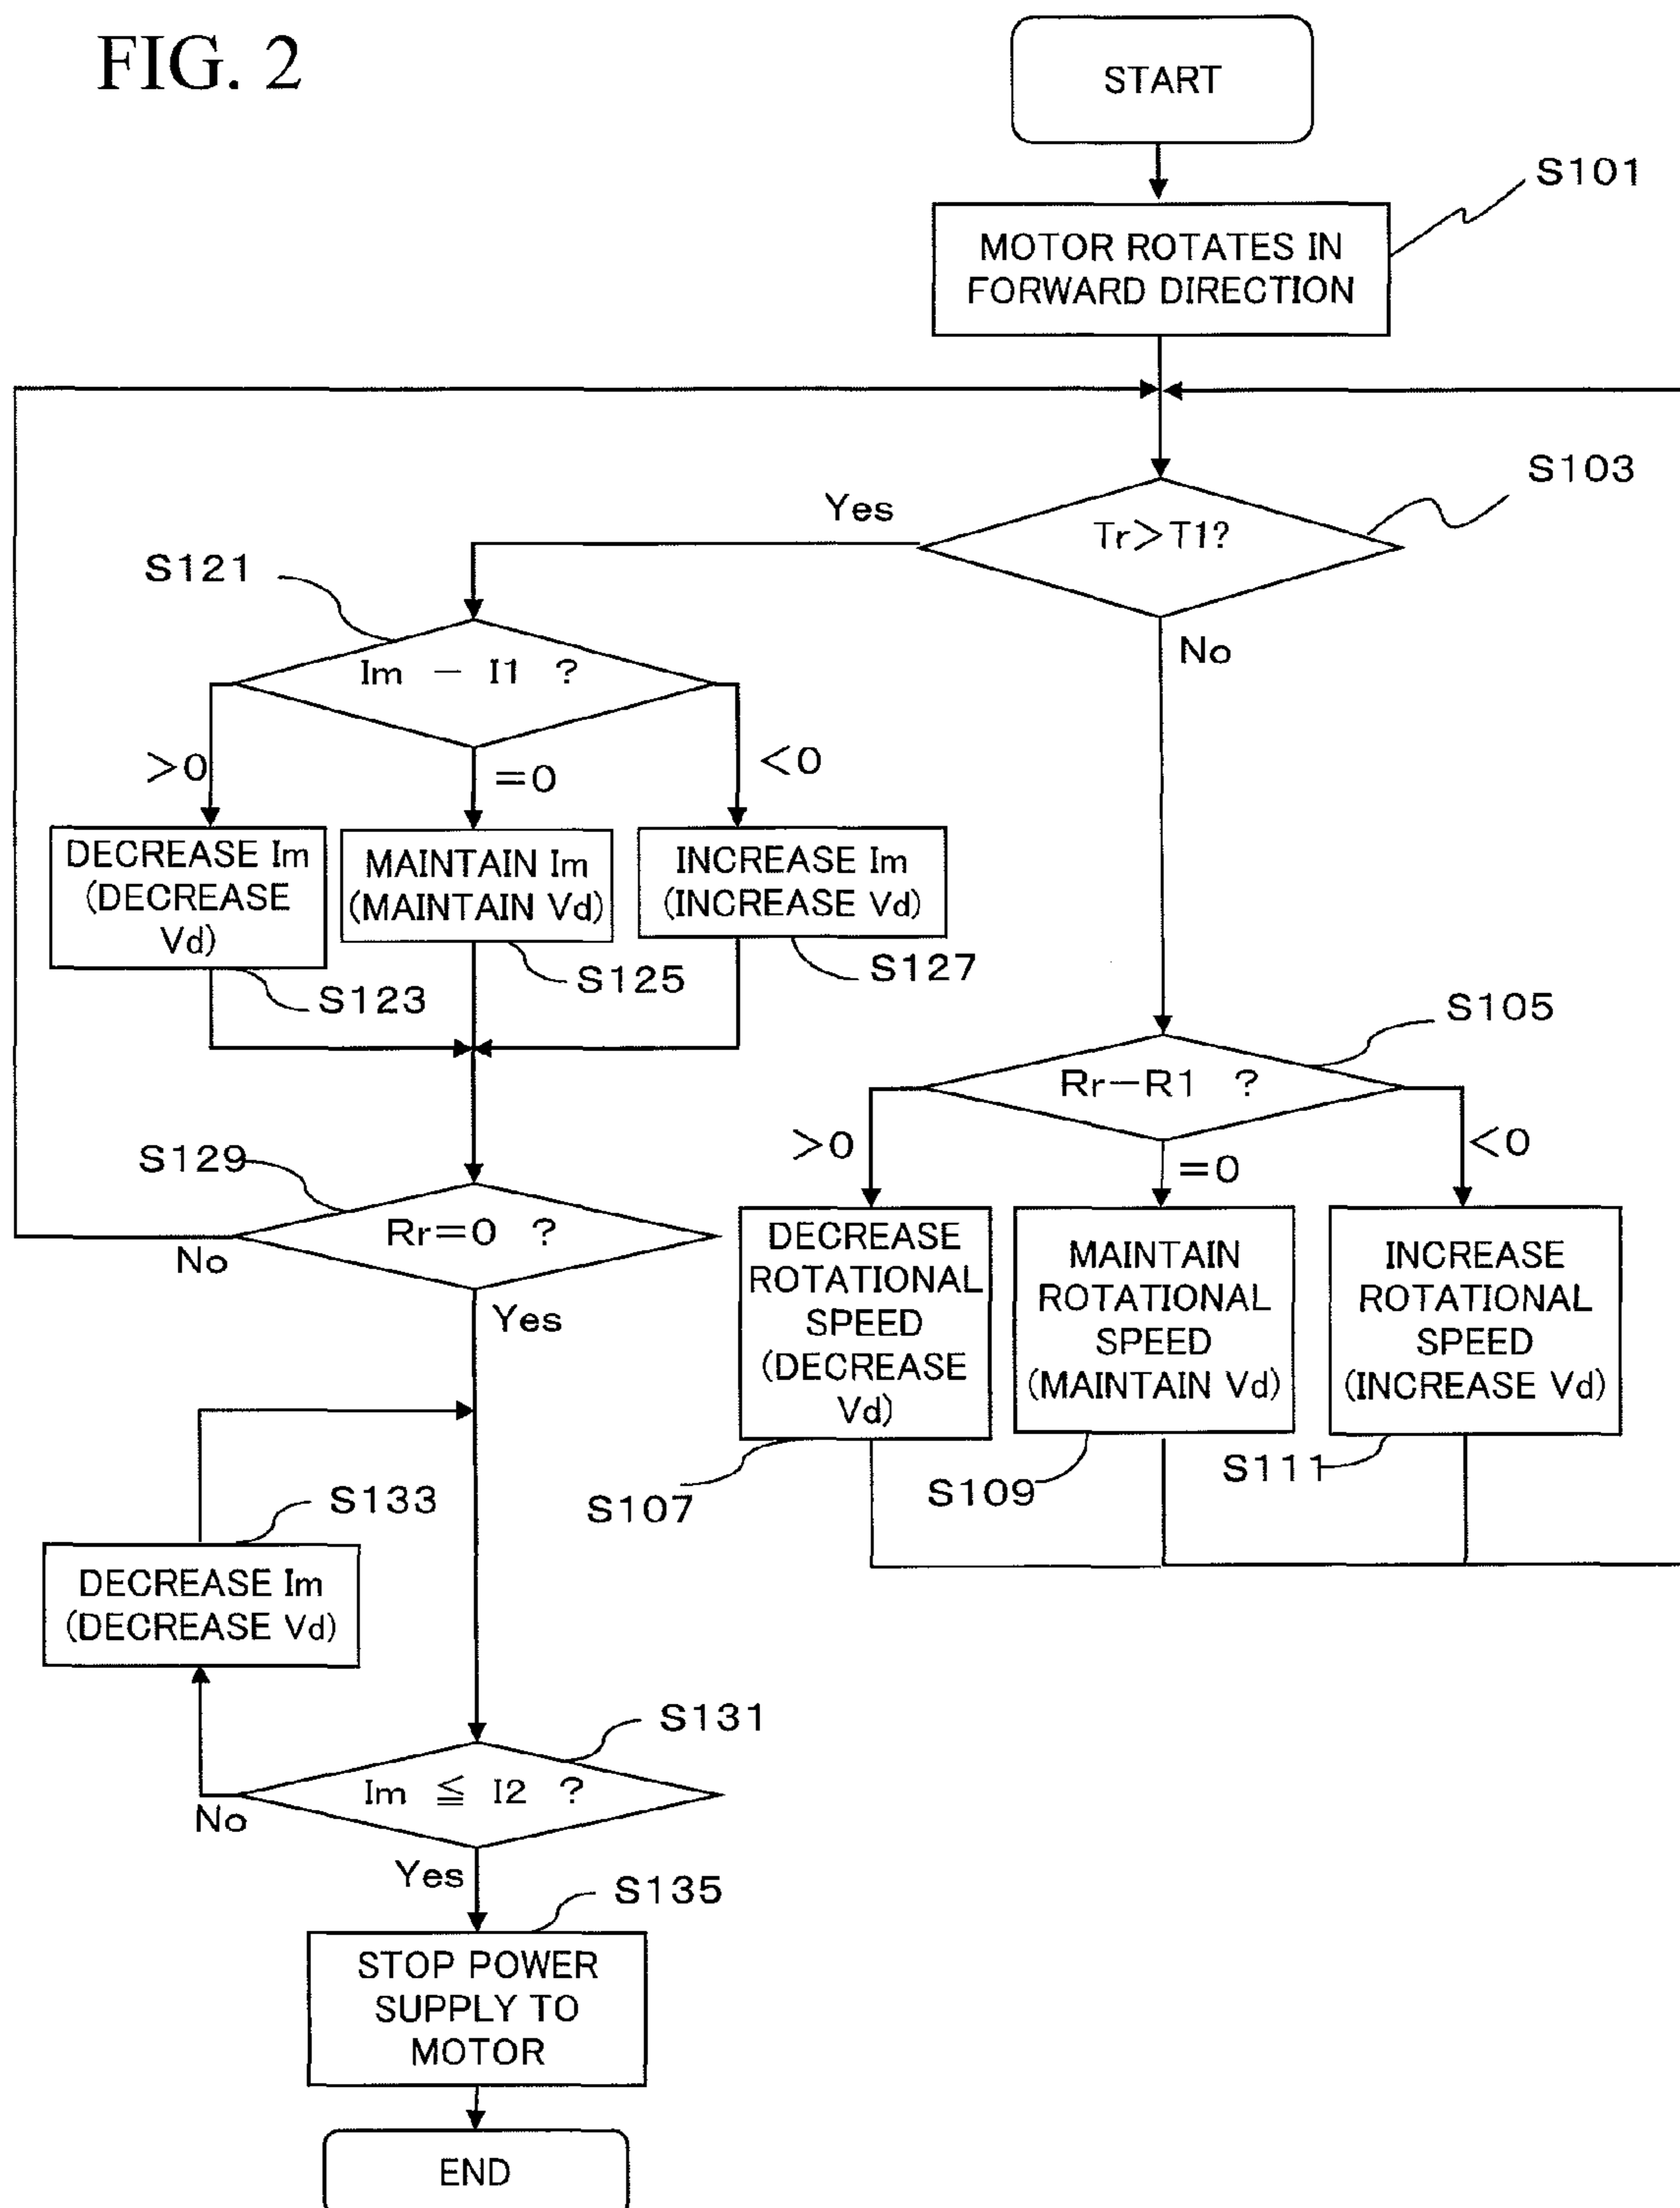 FIG. 2
START
S101
MOTOR ROTATES IN
FORWARD DIRECTION
S103
Yes
Tr>T1?
No
S121
Im − I1 ?
>0
=0
<0
DECREASE Im
(DECREASE
Vd)
MAINTAIN Im
(MAINTAIN Vd)
INCREASE Im
(INCREASE Vd)
S123
S125
S127
S105
Rr−R1 ?
>0
=0
<0
S129
Rr=0 ?
No
Yes
DECREASE
ROTATIONAL
SPEED
(DECREASE
Vd)
MAINTAIN
ROTATIONAL
SPEED
(MAINTAIN Vd)
INCREASE
ROTATIONAL
SPEED
(INCREASE Vd)
S107
S109
S111
S133
DECREASE Im
(DECREASE Vd)
S131
Im ≦ I2 ?
No
Yes
S135
STOP POWER
SUPPLY TO
MOTOR
END